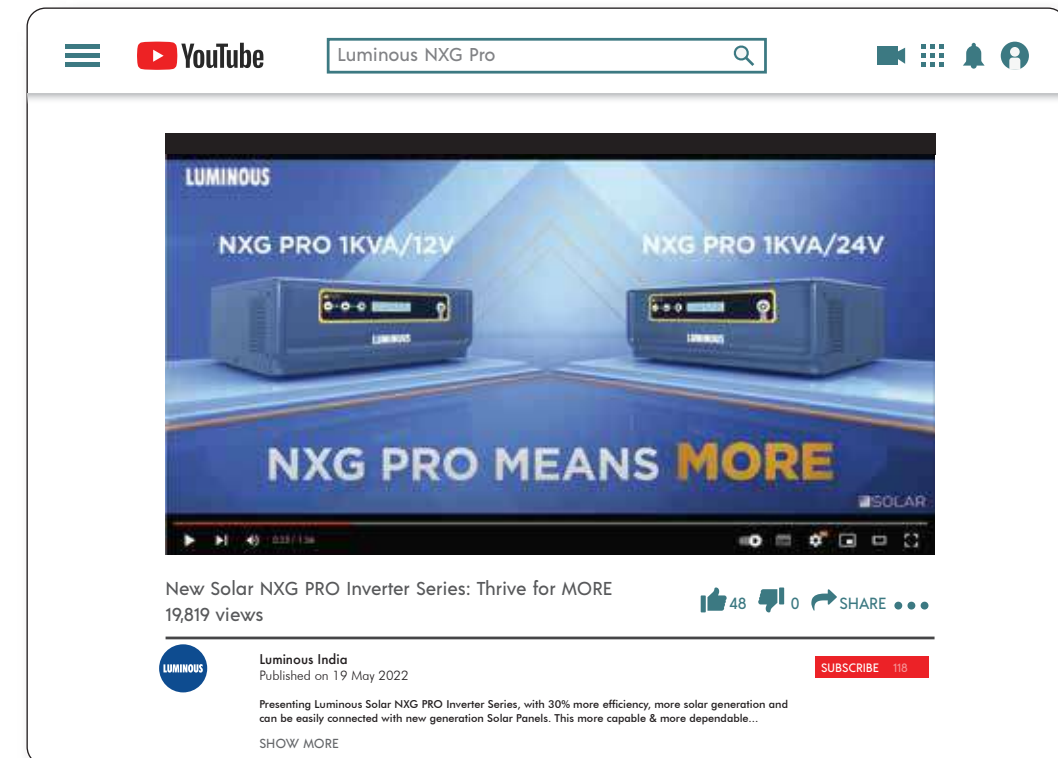 YouTube
Luminous NXG Pro
LUMINOUS
NXG PRO 1KVA/12V
NXG PRO 1KVA/24V
LUMINOUS
LUMINOUS
NXG PRO MEANS MORE
SOLAR
New Solar NXG PRO Inverter Series: Thrive for MORE
19,819 views
48
0
SHARE
LUMINOUS
Luminous India
Published on 19 May 2022
SUBSCRIBE 118
Presenting Luminous Solar NXG PRO Inverter Series, with 30% more efficiency, more solar generation and
can be easily connected with new generation Solar Panels. This more capable & more dependable...
SHOW MORE